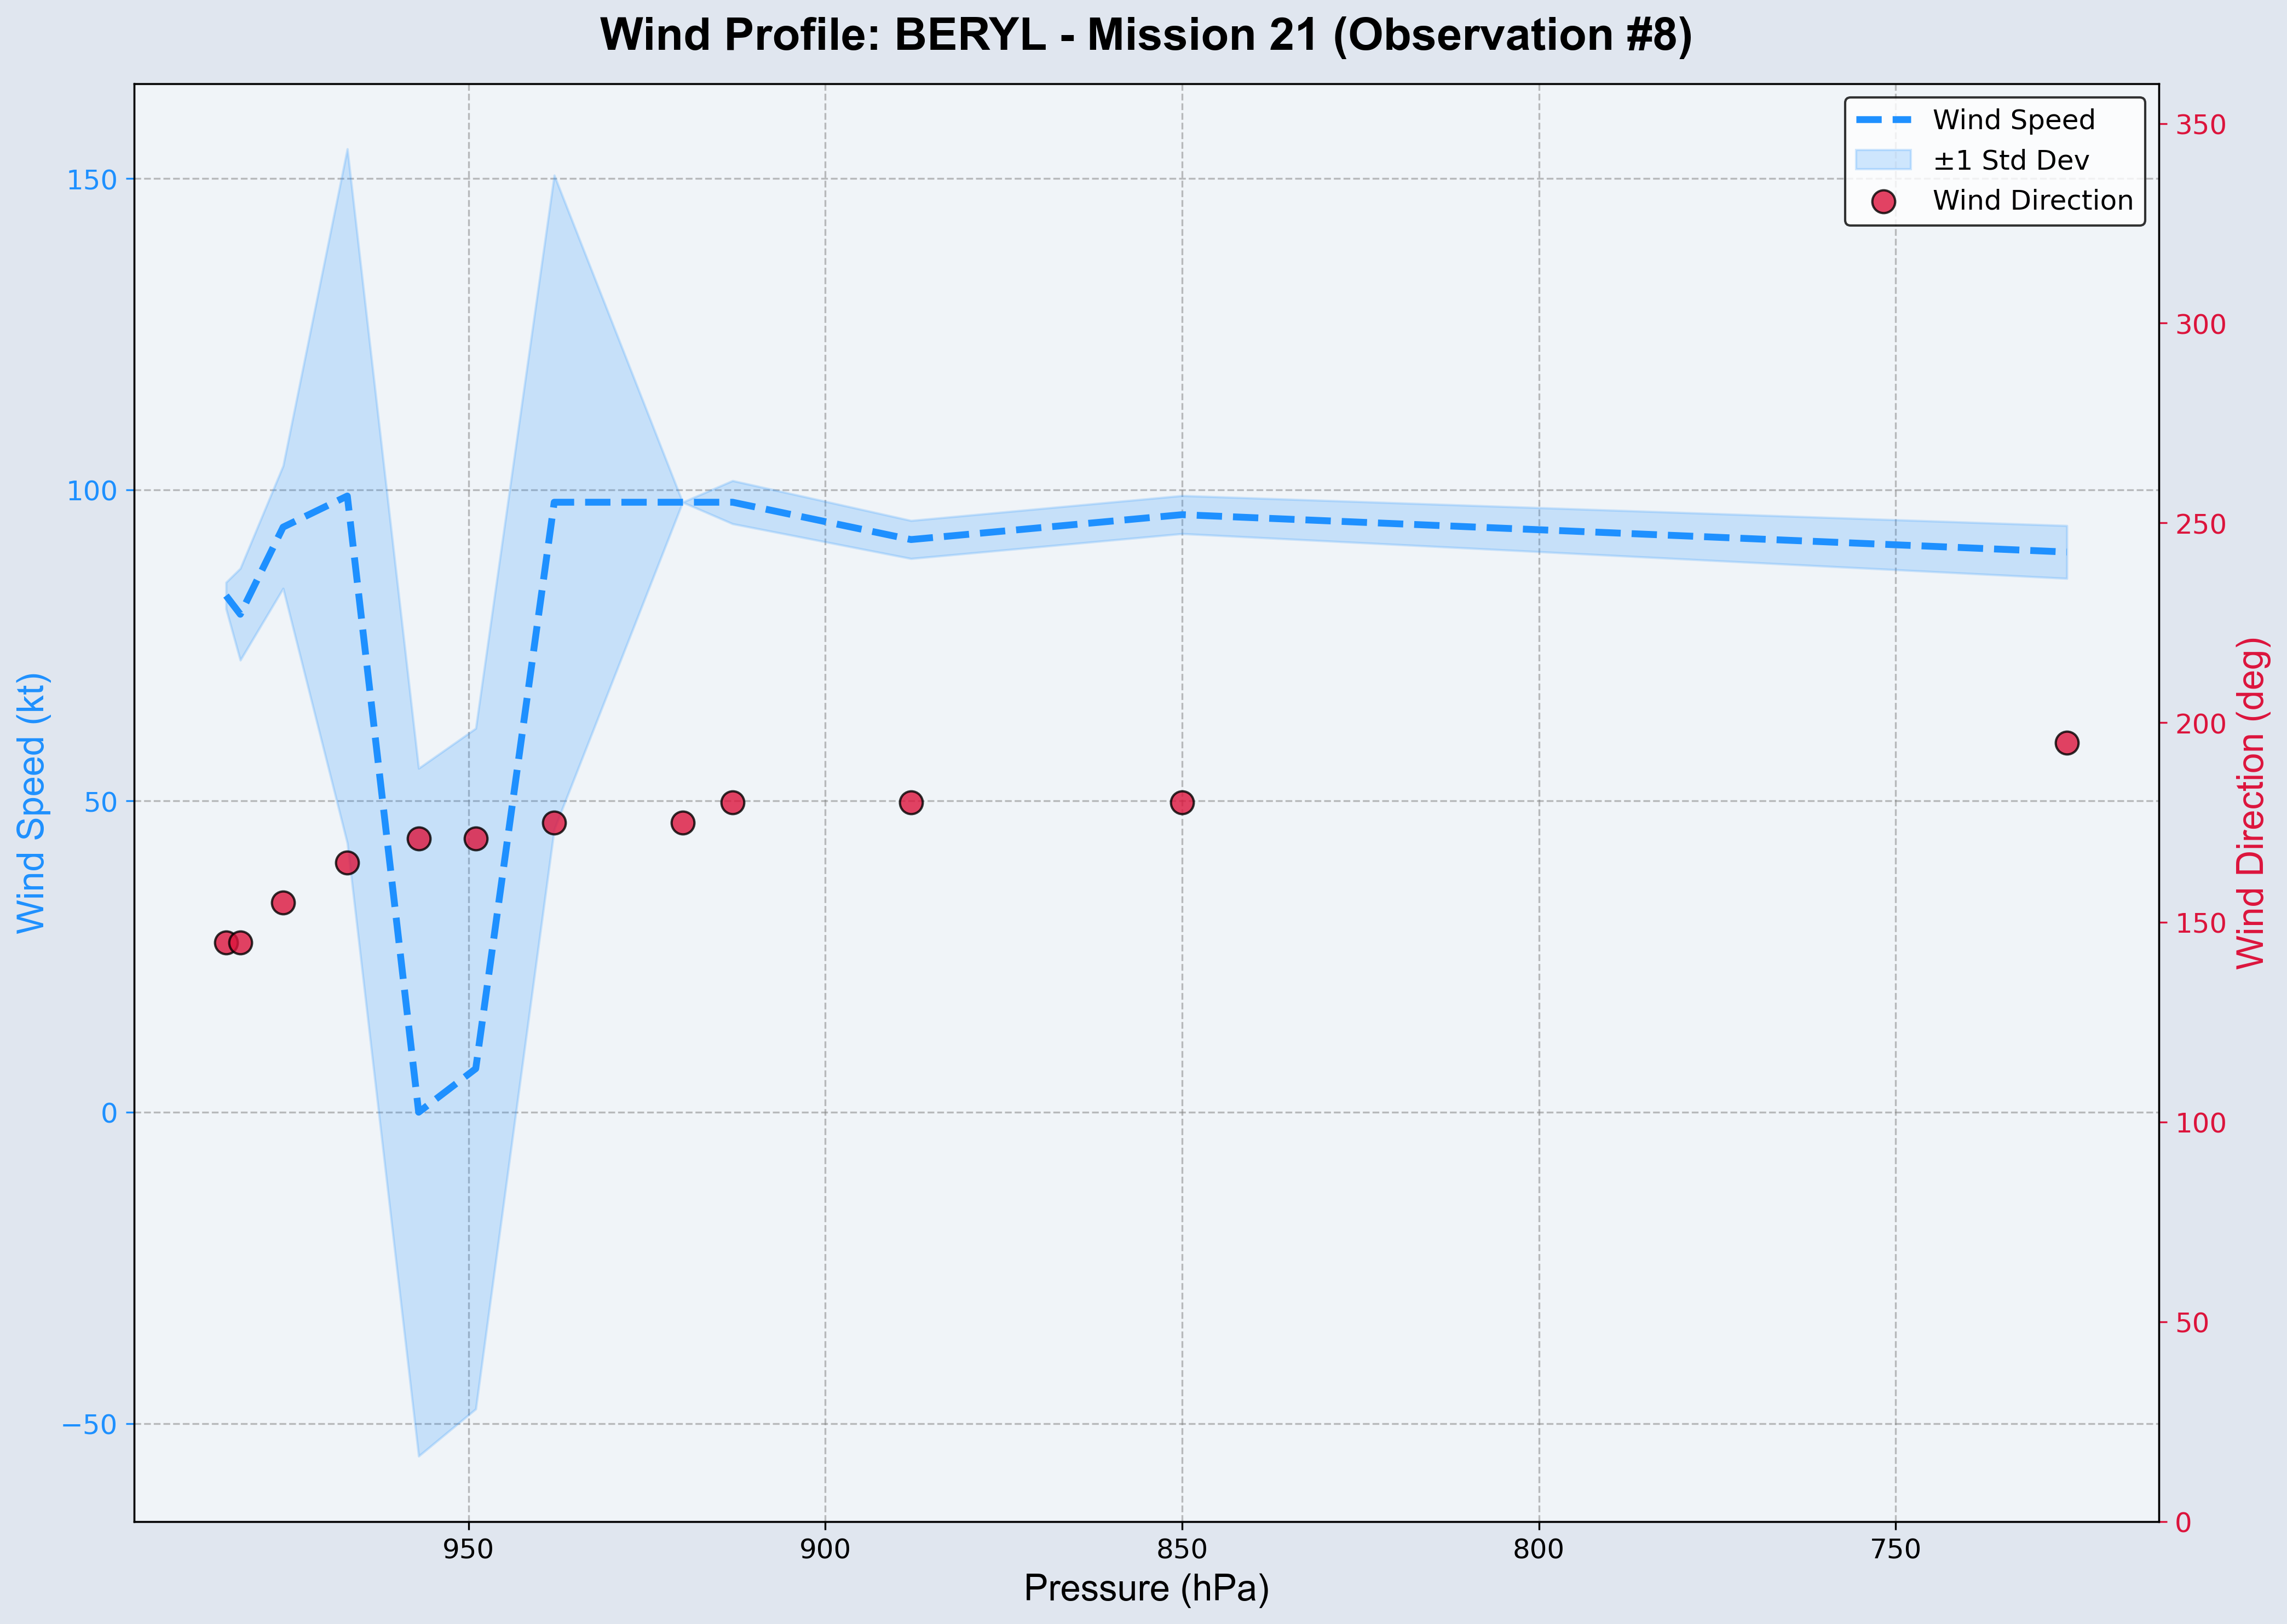 Wind Profile: BERYL - Mission 21 (Observation #8)
Wind Speed
±1 Std Dev
Wind Direction
Wind Speed (kt)
150
100
50
0
−50
Wind Direction (deg)
350
300
250
200
150
100
50
0
950 900 850 800 750
Pressure (hPa)